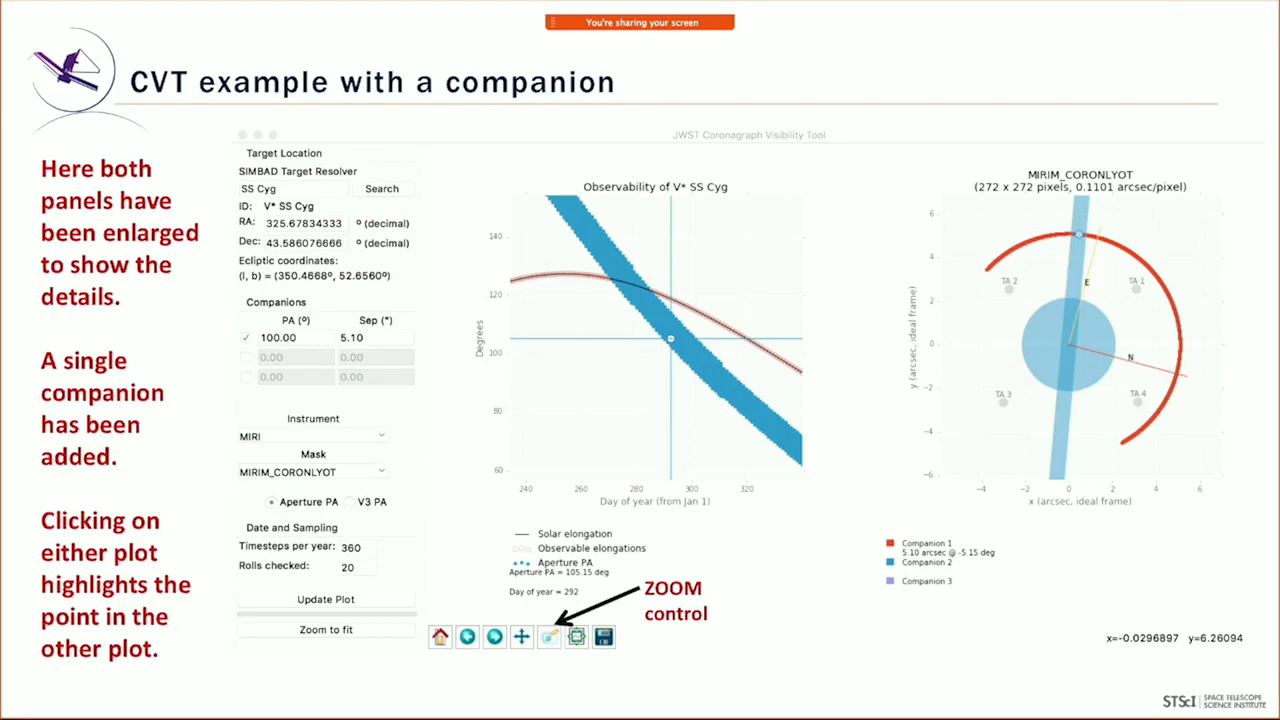 You're sharing your screen
CVT example with a companion
Here both
panels have
been enlarged
to show the
details.
A single
companion
has been
added.
Clicking on
either plot
highlights the
point in the
other plot.
JWST Coronagraph Visibility Tool
Target Location
SIMBAD Target Resolver
SS Cyg
Search
ID: V* SS Cyg
RA: 325.67834333 º (decimal)
Dec: 43.586076666 º (decimal)
Ecliptic coordinates:
(l, b) = (350.4668º, 52.6560º)
Companions
PA (º) Sep (")
✓ 100.00 5.10
0.00 0.00
0.00 0.00
Instrument
MIRI
Mask
MIRIM_CORONLYOT
Aperture PA V3 PA
Date and Sampling
Timesteps per year: 360
Rolls checked: 20
Update Plot
Zoom to fit
Observability of V* SS Cyg
Degrees
140
120
100
80
60
240 260 280 300 320
Day of year (from Jan 1)
Solar elongation
Observable elongations
Aperture PA
Aperture PA = 105.15 deg
Day of year = 292
ZOOM
control
MIRIM_CORONLYOT
(272 x 272 pixels, 0.1101 arcsec/pixel)
y (arcsec, ideal frame)
6
4
2
0
−2
−4
−6
TA 2
TA 1
E
N
TA 3
TA 4
−4 −2 0 2 4 6
x (arcsec, ideal frame)
Companion 1
5.10 arcsec @ -5.15 deg
Companion 2
Companion 3
x=-0.0296897 y=6.26094
STScI | SPACE TELESCOPE
SCIENCE INSTITUTE